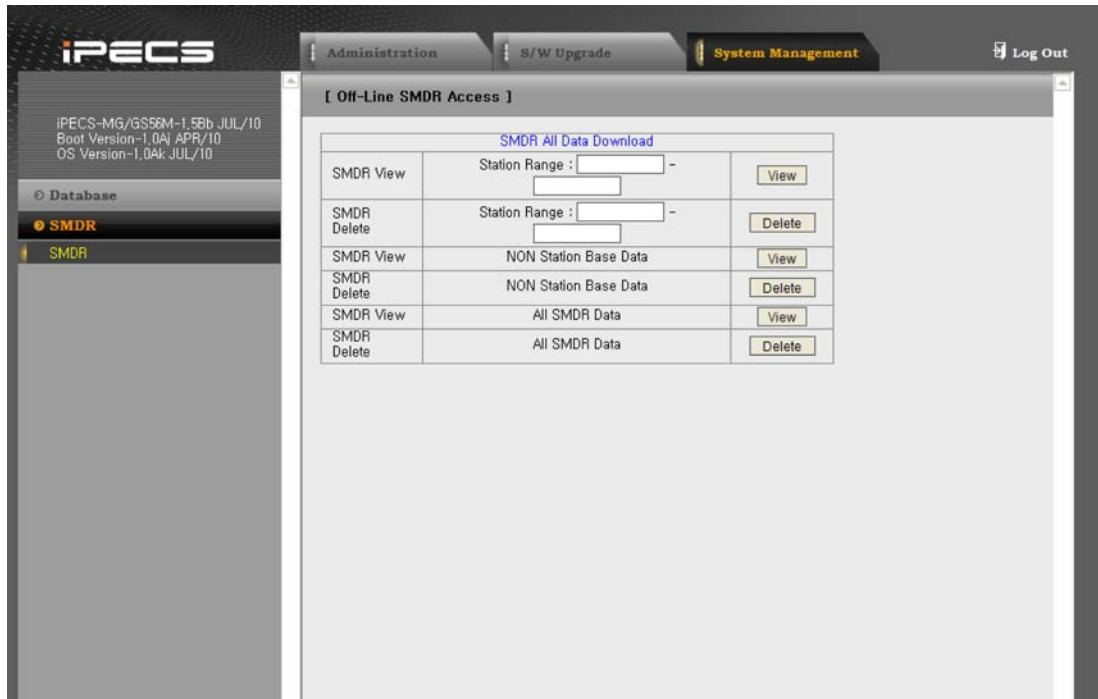 iPECS
Administration
S/W Upgrade
System Management
Log Out
iPECS-MG/GS56M-1,5Bb JUL/10
Boot Version-1,0Aj APR/10
OS Version-1,0Ak JUL/10
Database
SMDR
SMDR
[ Off-Line SMDR Access ]
SMDR All Data Download
SMDR View Station Range : - View
SMDR Delete Station Range : - Delete
SMDR View NON Station Base Data View
SMDR Delete NON Station Base Data Delete
SMDR View All SMDR Data View
SMDR Delete All SMDR Data Delete